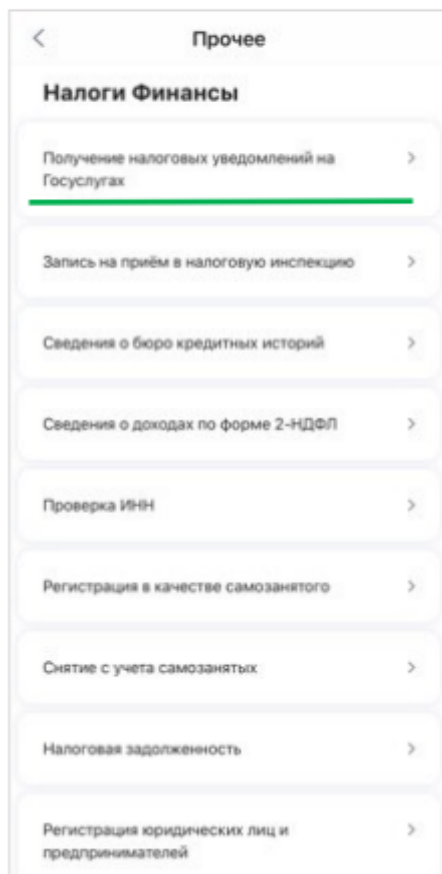 Прочее
Налоги Финансы
Получение налоговых уведомлений на
Госуслугах
Запись на приём в налоговую инспекцию
Сведения о бюро кредитных историй
Сведения о доходах по форме 2-НДФЛ
Проверка ИНН
Регистрация в качестве самозанятого
Снятие с учета самозанятых
Налоговая задолженность
Регистрация юридических лиц и
предпринимателей